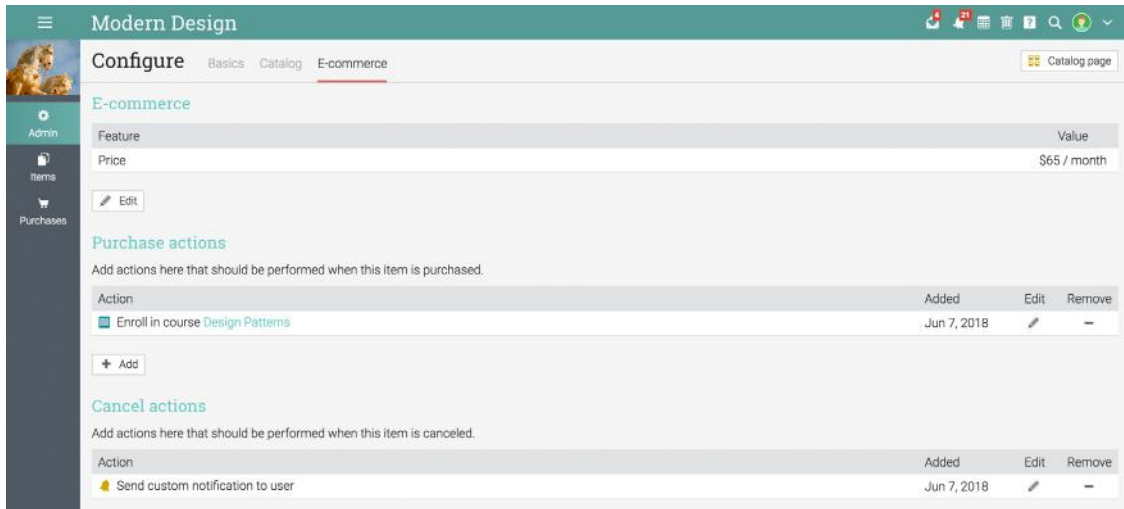 Modern Design
4
21
Configure Basics Catalog E-commerce
Catalog page
Admin
Items
Purchases
E-commerce
Feature Value
Price $65 / month
Edit
Purchase actions
Add actions here that should be performed when this item is purchased.
Action Added Edit Remove
Enroll in course Design Patterns Jun 7, 2018
+ Add
Cancel actions
Add actions here that should be performed when this item is canceled.
Action Added Edit Remove
Send custom notification to user Jun 7, 2018